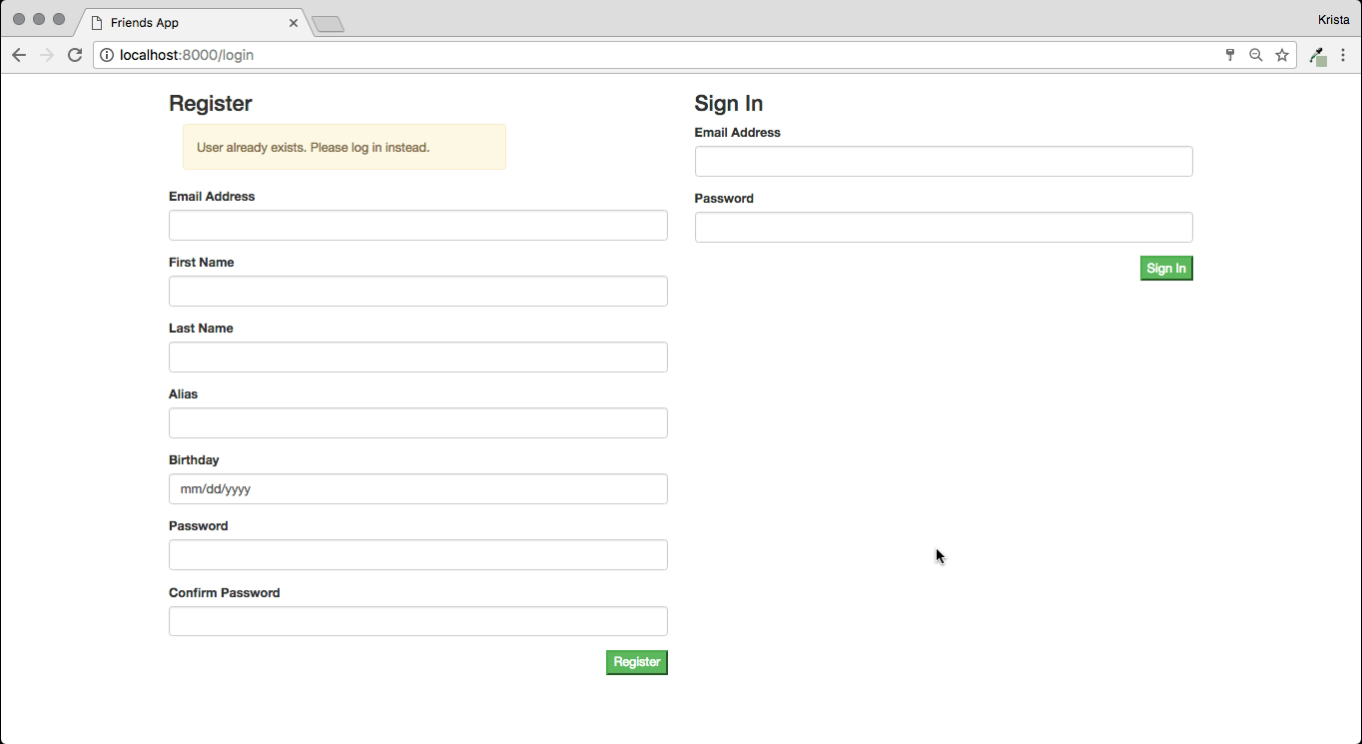 Friends App
Krista
localhost:8000/login
Register
User already exists. Please log in instead.
Email Address
First Name
Last Name
Alias
Birthday
mm/dd/yyyy
Password
Confirm Password
Register
Sign In
Email Address
Password
Sign In